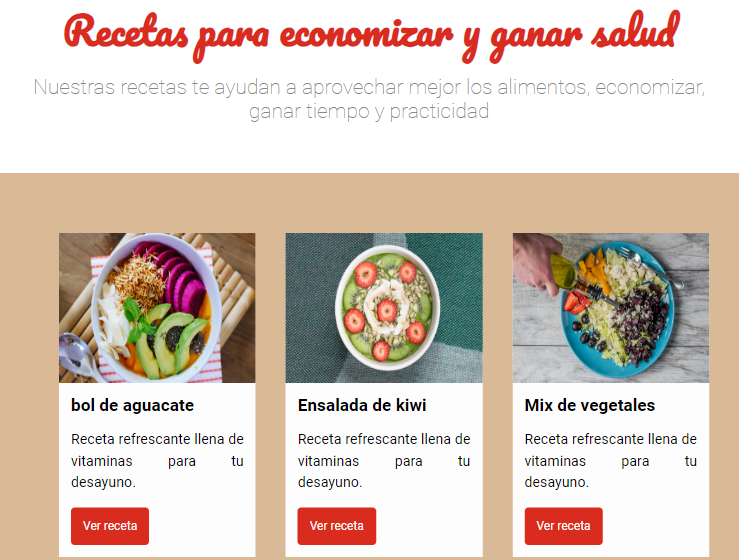 Recetas para economizar y ganar salud
Nuestras recetas te ayudan a aprovechar mejor los alimentos, economizar,
ganar tiempo y practicidad
bol de aguacate
Receta refrescante llena de
vitaminas para tu
desayuno.
Ver receta
Ensalada de kiwi
Receta refrescante llena de
vitaminas para tu
desayuno.
Ver receta
Mix de vegetales
Receta refrescante llena de
vitaminas para tu
desayuno.
Ver receta